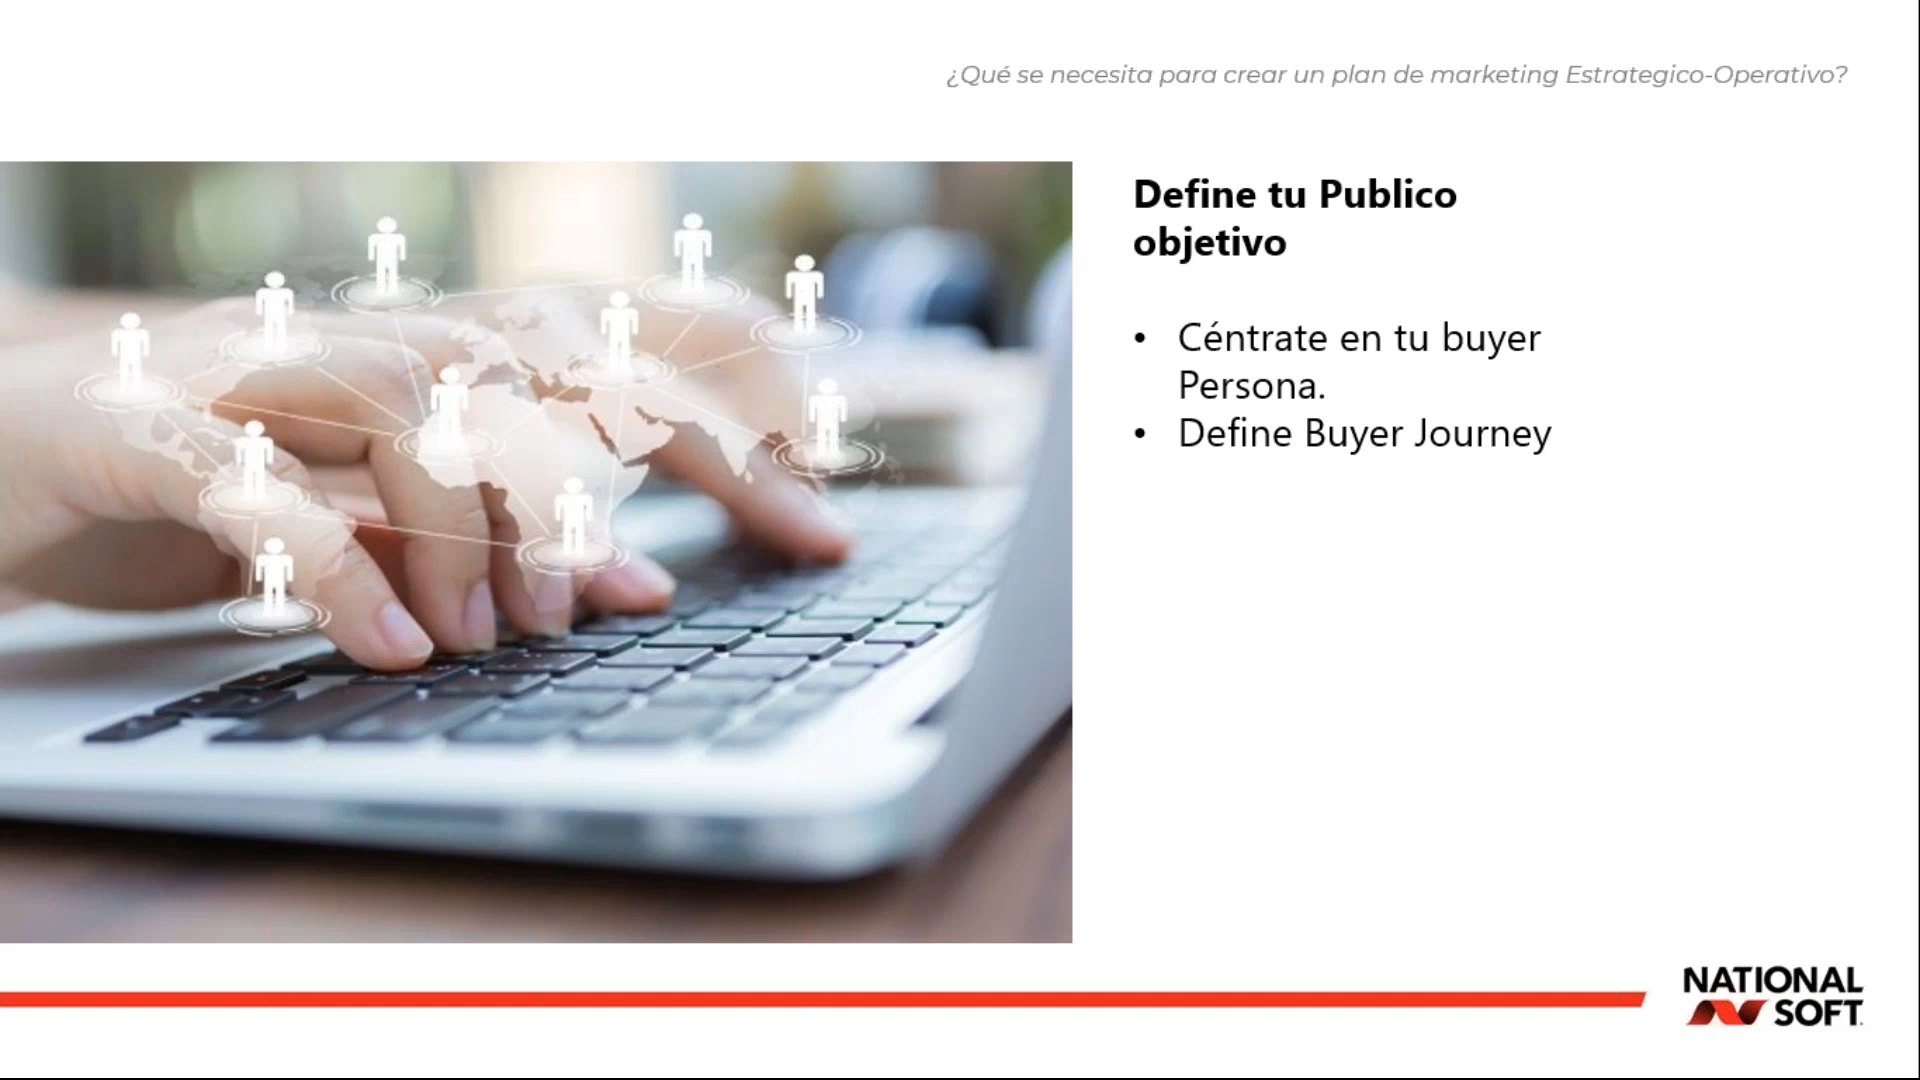 ¿Qué se necesita para crear un plan de marketing Estrategico-Operativo?
Define tu Publico
objetivo
• Céntrate en tu buyer
Persona.
• Define Buyer Journey
NATIONAL
SOFT